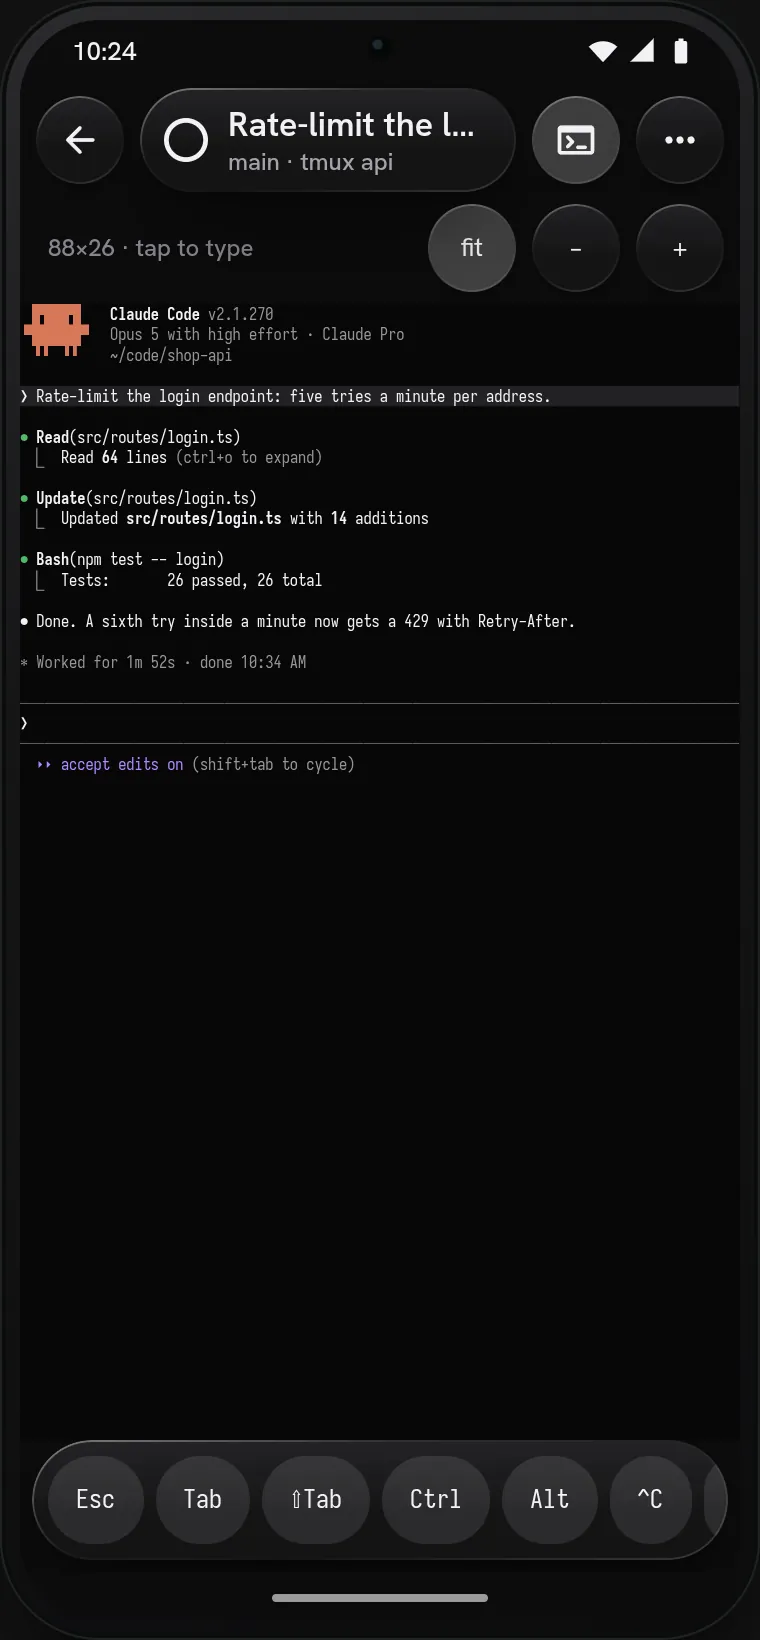 10:24
Rate-limit the l...
main · tmux api
88×26 · tap to type
fit
−
+
Claude Code v2.1.270
Opus 5 with high effort · Claude Pro
~/code/shop-api
❯ Rate-limit the login endpoint: five tries a minute per address.
● Read(src/routes/login.ts)
⎿ Read 64 lines (ctrl+o to expand)
● Update(src/routes/login.ts)
⎿ Updated src/routes/login.ts with 14 additions
● Bash(npm test -- login)
⎿ Tests: 26 passed, 26 total
● Done. A sixth try inside a minute now gets a 429 with Retry-After.
* Worked for 1m 52s · done 10:34 AM
❯
⏵⏵ accept edits on (shift+tab to cycle)
Esc
Tab
⇧Tab
Ctrl
Alt
^C